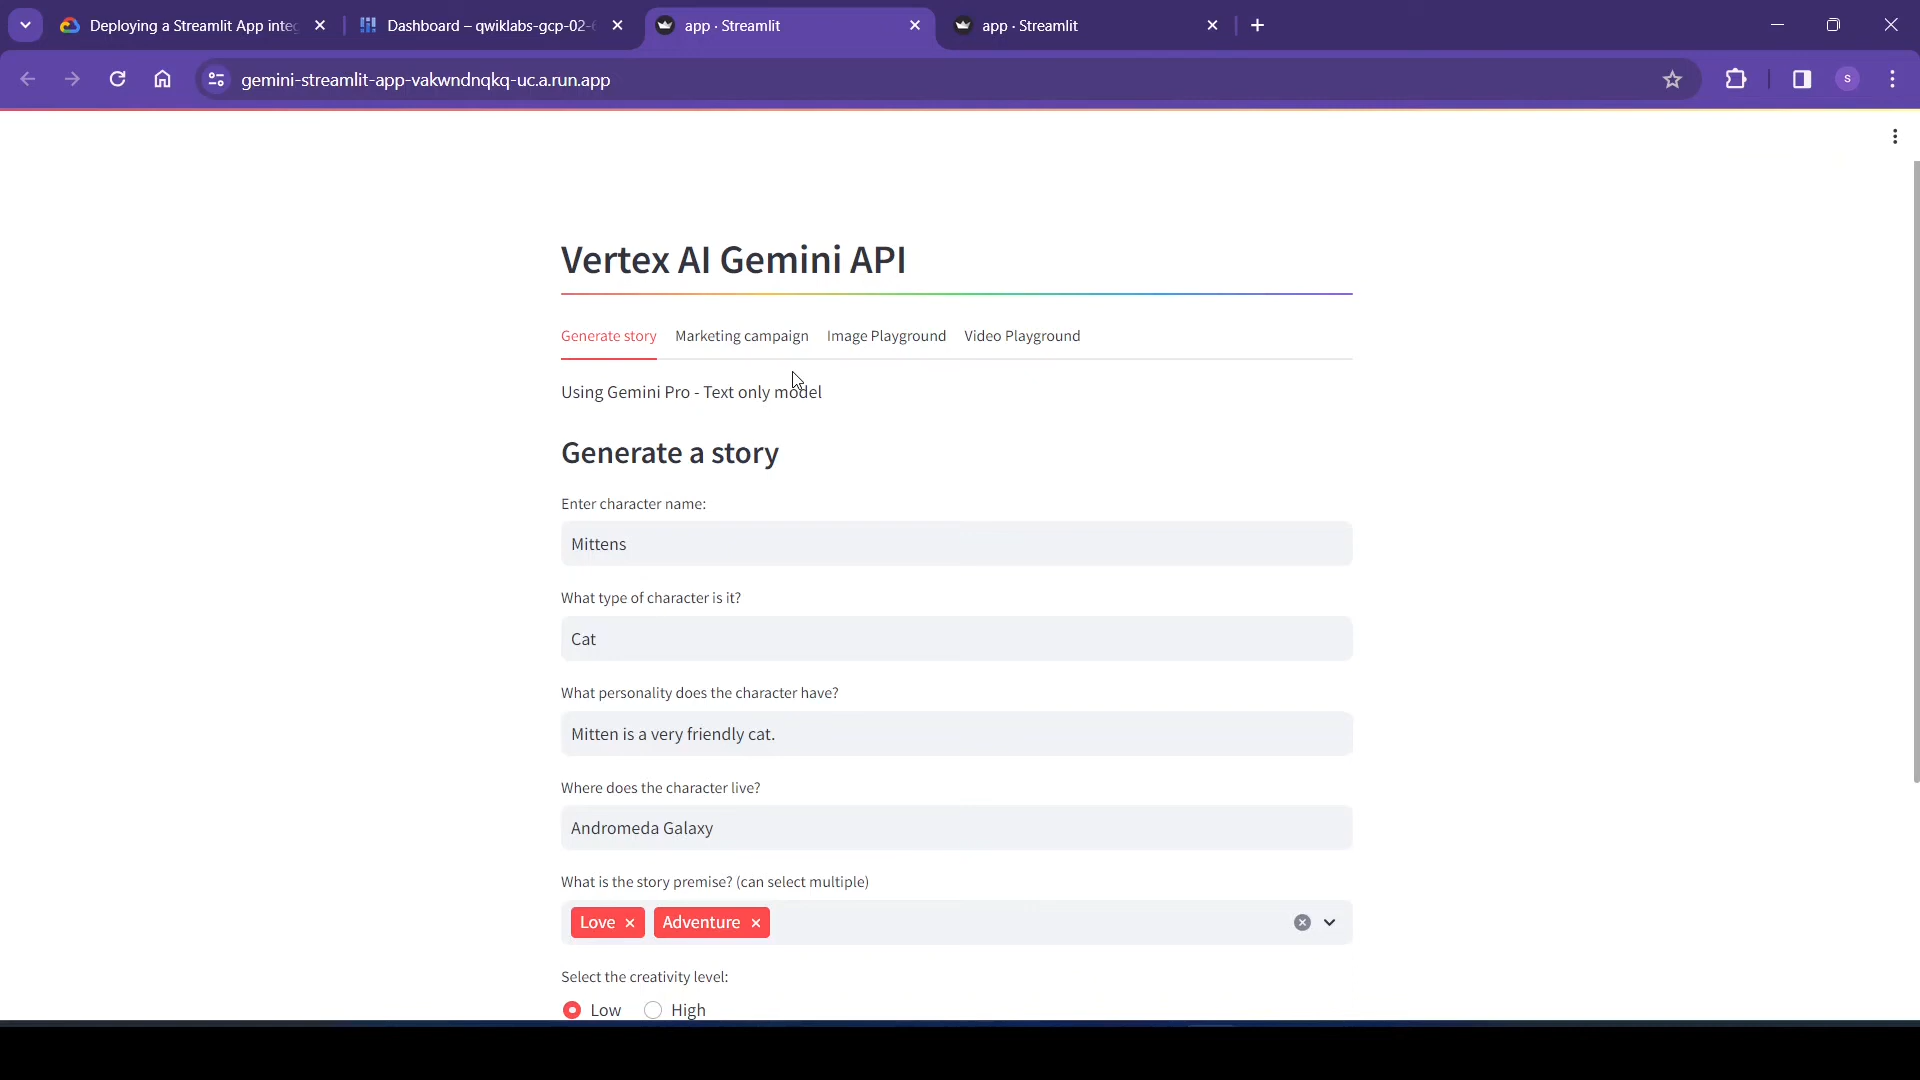 Deploying a Streamlit App inte
Dashboard – qwiklabs-gcp-02-
app · Streamlit
app · Streamlit
gemini-streamlit-app-vakwndnqkq-uc.a.run.app
S
Vertex AI Gemini API
Generate story
Marketing campaign
Image Playground
Video Playground
Using Gemini Pro - Text only model
Generate a story
Enter character name:
Mittens
What type of character is it?
Cat
What personality does the character have?
Mitten is a very friendly cat.
Where does the character live?
Andromeda Galaxy
What is the story premise? (can select multiple)
Love
Adventure
Select the creativity level:
Low
High